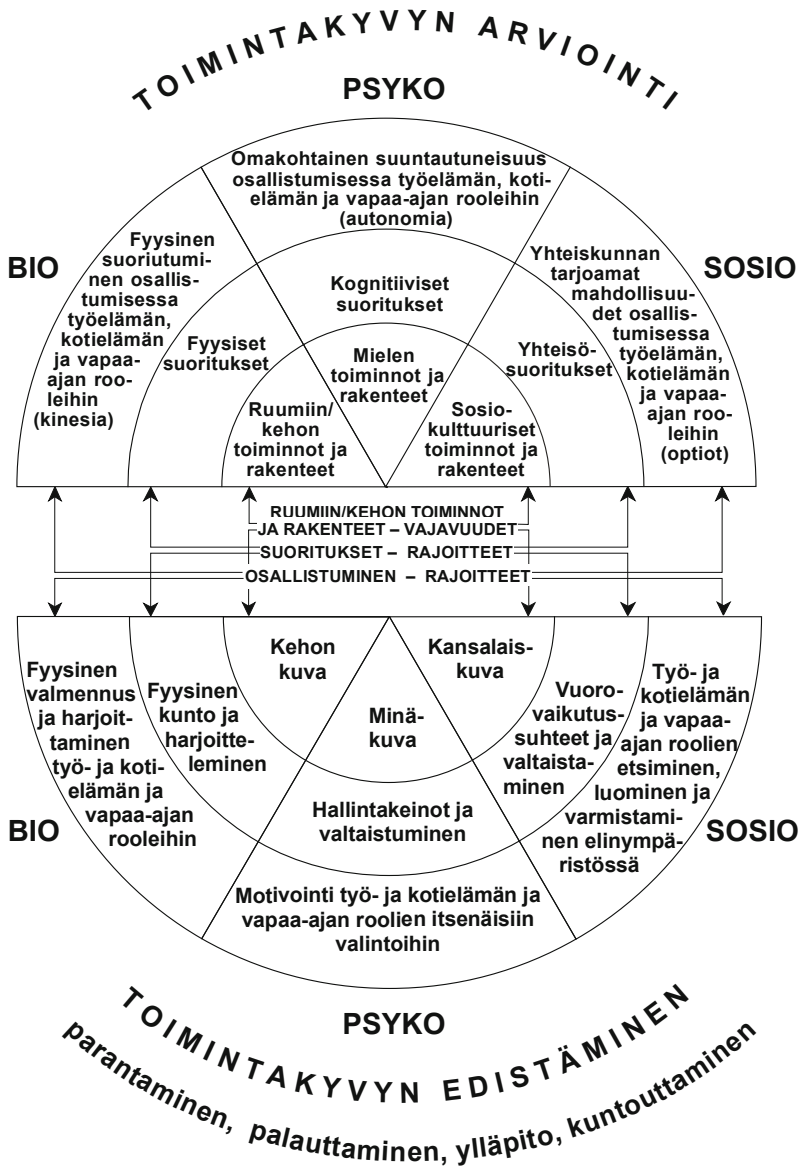 TOIMINTAKYVYN ARVIOINTI
PSYKO
Omakohtainen suuntautuneisuus
osallistumisessa työelämän, koti-
elämän ja vapaa-ajan rooleihin
(autonomia)
BIO
Fyysinen
suoriutumi-
nen osallis-
tumisessa
työelämän,
kotielämän
ja vapaa-
ajan roo-
leihin
(kinesia)
SOSIO
Yhteiskunnan
tarjoamat
mahdollisuu-
det osallis-
tumisessa
työelämän,
kotielämän
ja vapaa-
ajan roo-
leihin
(optiot)
Kognitiiviset
suoritukset
Fyysiset
suoritukset
Yhteisö-
suoritukset
Mielen
toiminnot ja
rakenteet
Ruumiin/
kehon
toiminnot ja
rakenteet
Sosio-
kulttuuriset
toiminnot ja
rakenteet
RUUMIIN/KEHON TOIMINNOT
JA RAKENTEET – VAJAVUUDET
SUORITUKSET – RAJOITTEET
OSALLISTUMINEN – RAJOITTEET
Kehon
kuva
Kansalais-
kuva
Minä-
kuva
Fyysinen
kunto ja
harjoitte-
leminen
Vuoro-
vaikutus-
suhteet ja
valtaista-
minen
Hallintakeinot ja
valtaistuminen
Fyysinen
valmennus
ja harjoit-
taminen
työ- ja koti-
elämän ja
vapaa-ajan
rooleihin
BIO
Työ- ja
kotielämän
ja vapaa-
ajan roolien
etsiminen,
luominen ja
varmistami-
nen elinympä-
ristössä
SOSIO
Motivointi työ- ja kotielämän ja
vapaa-ajan roolien itsenäisiin
valintoihin
PSYKO
TOIMINTAKYVYN EDISTÄMINEN
parantaminen, palauttaminen, ylläpito, kuntouttaminen